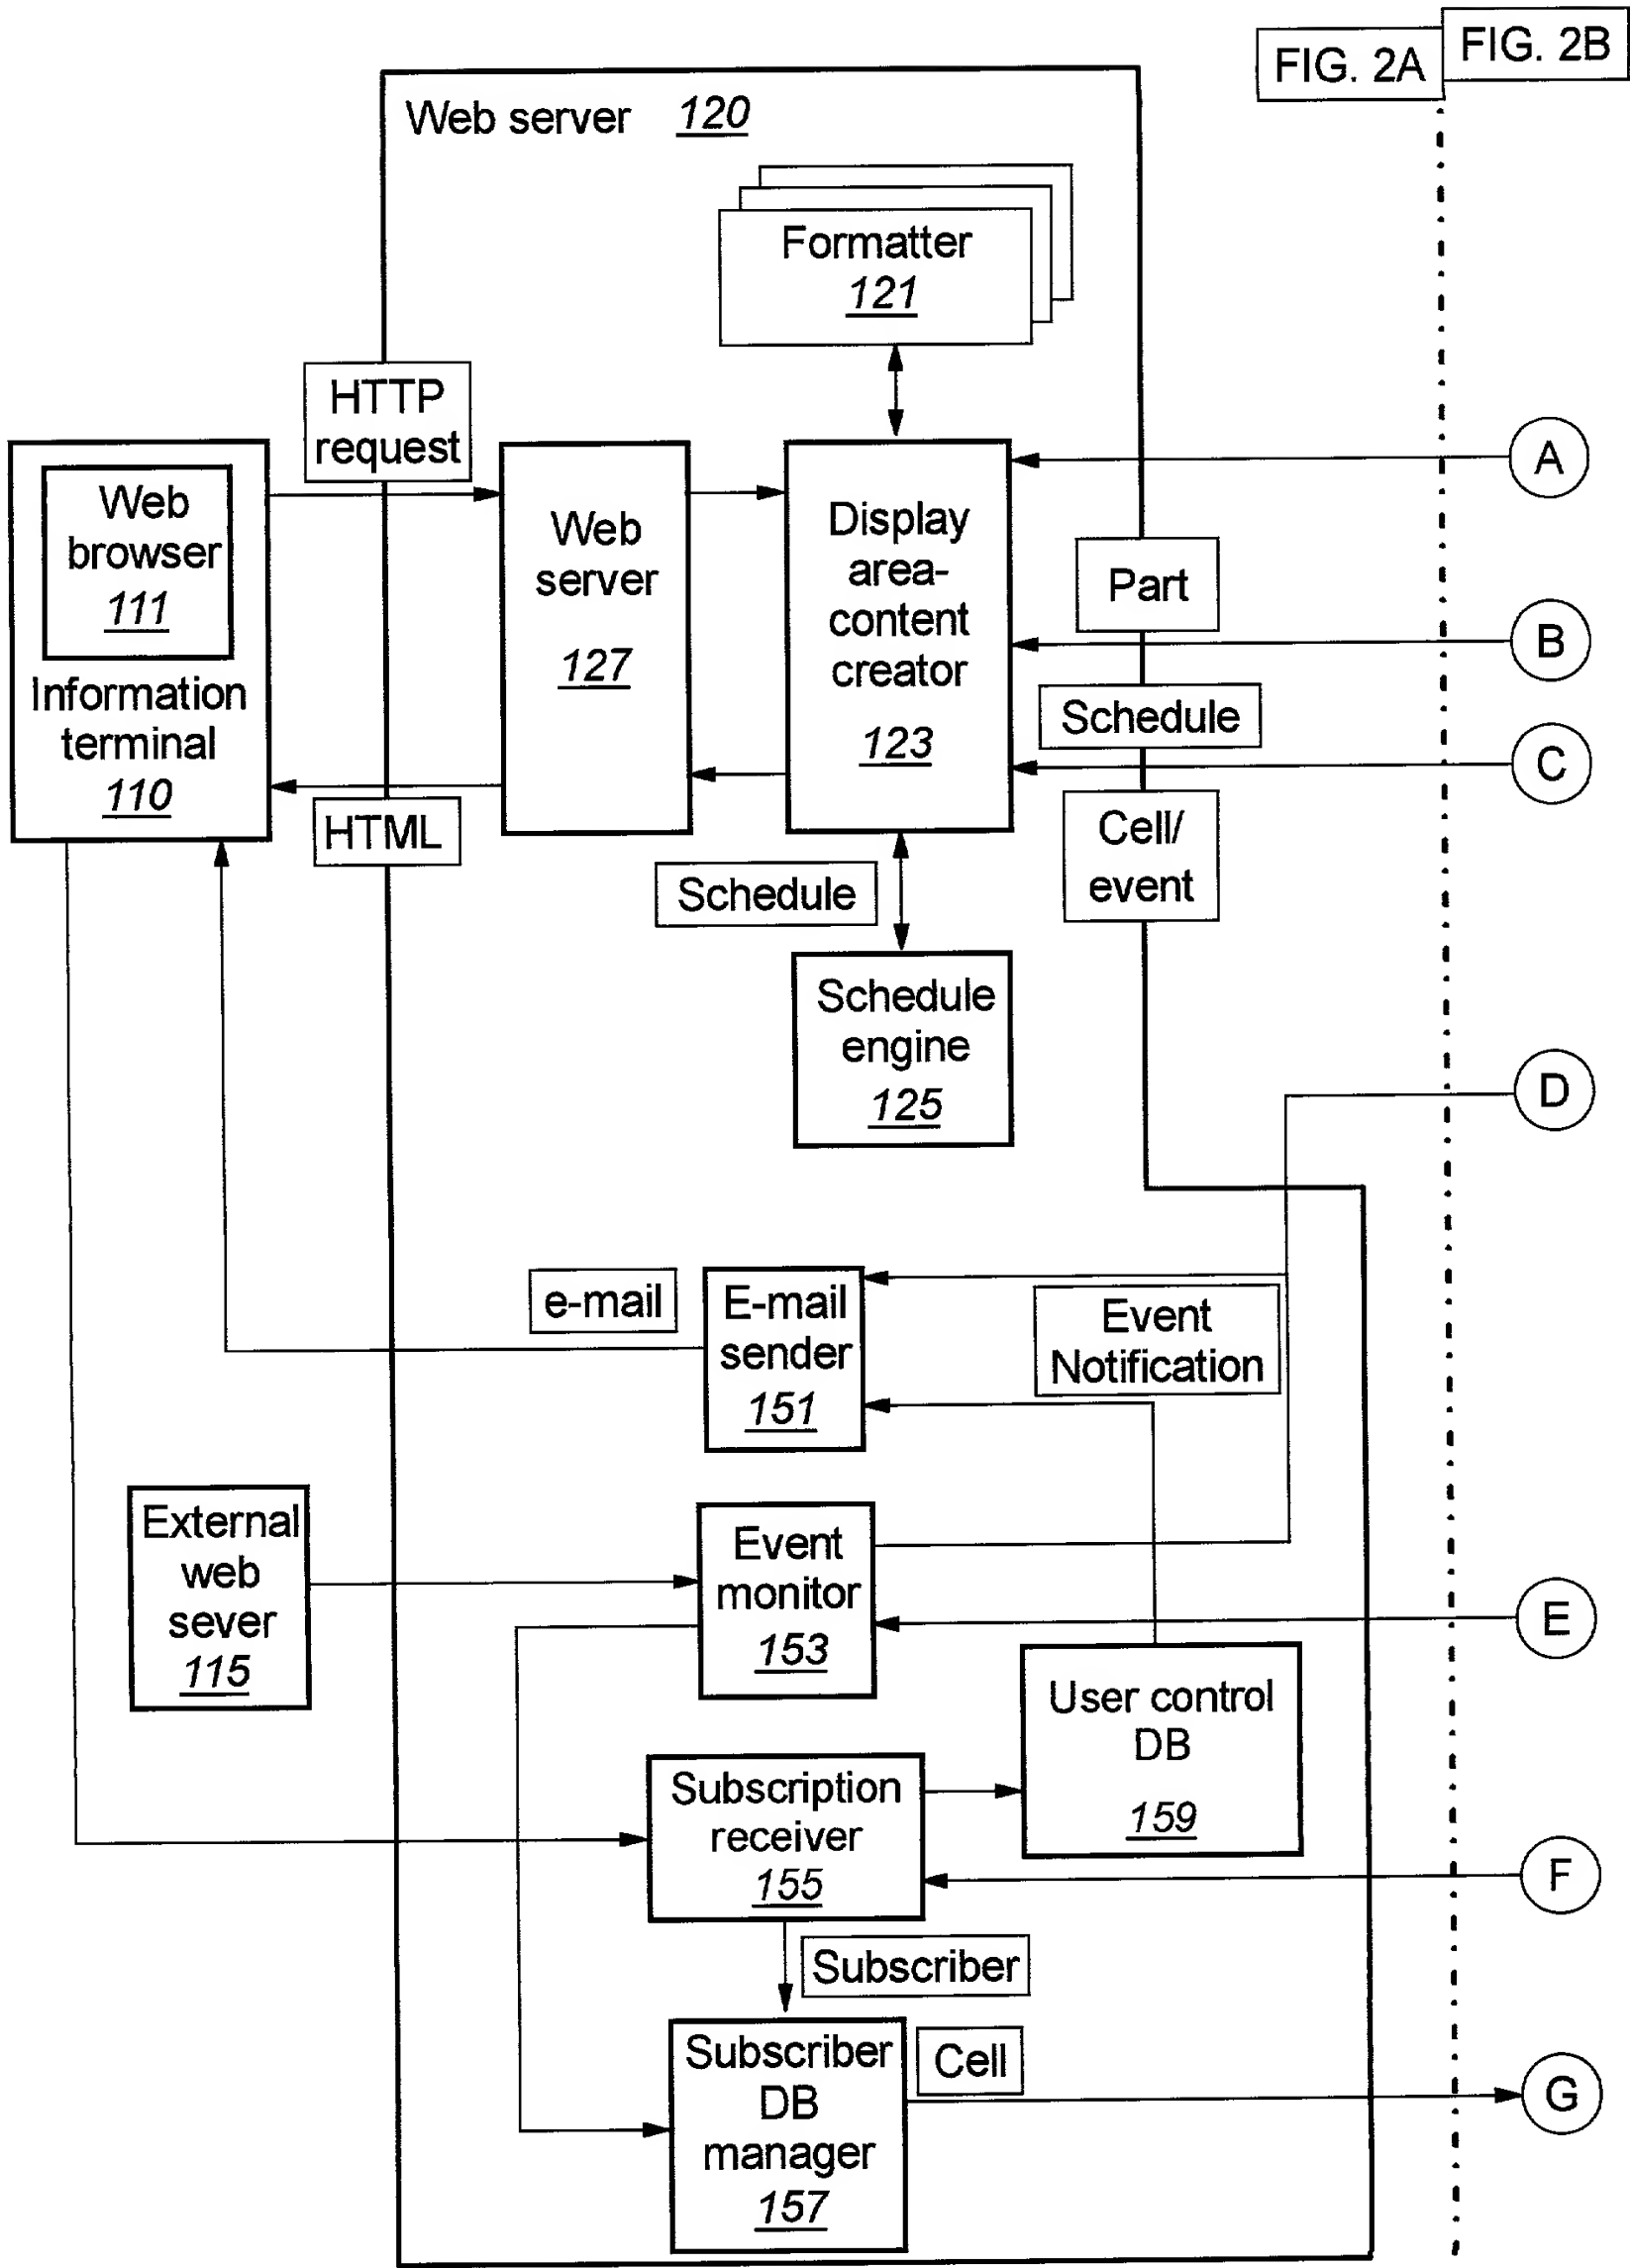 FIG. 2A
FIG. 2B
Web server 120
Formatter
121
HTTP
request
Web
browser
111
Information
terminal
110
Web
server
127
Display
area-
content
creator
123
A
Part
B
Schedule
C
HTML
Cell/
event
Schedule
Schedule
engine
125
D
e-mail
E-mail
sender
151
Event
Notification
External
web
sever
115
Event
monitor
153
E
User control
DB
159
Subscription
receiver
155
F
Subscriber
Subscriber
DB
manager
157
Cell
G